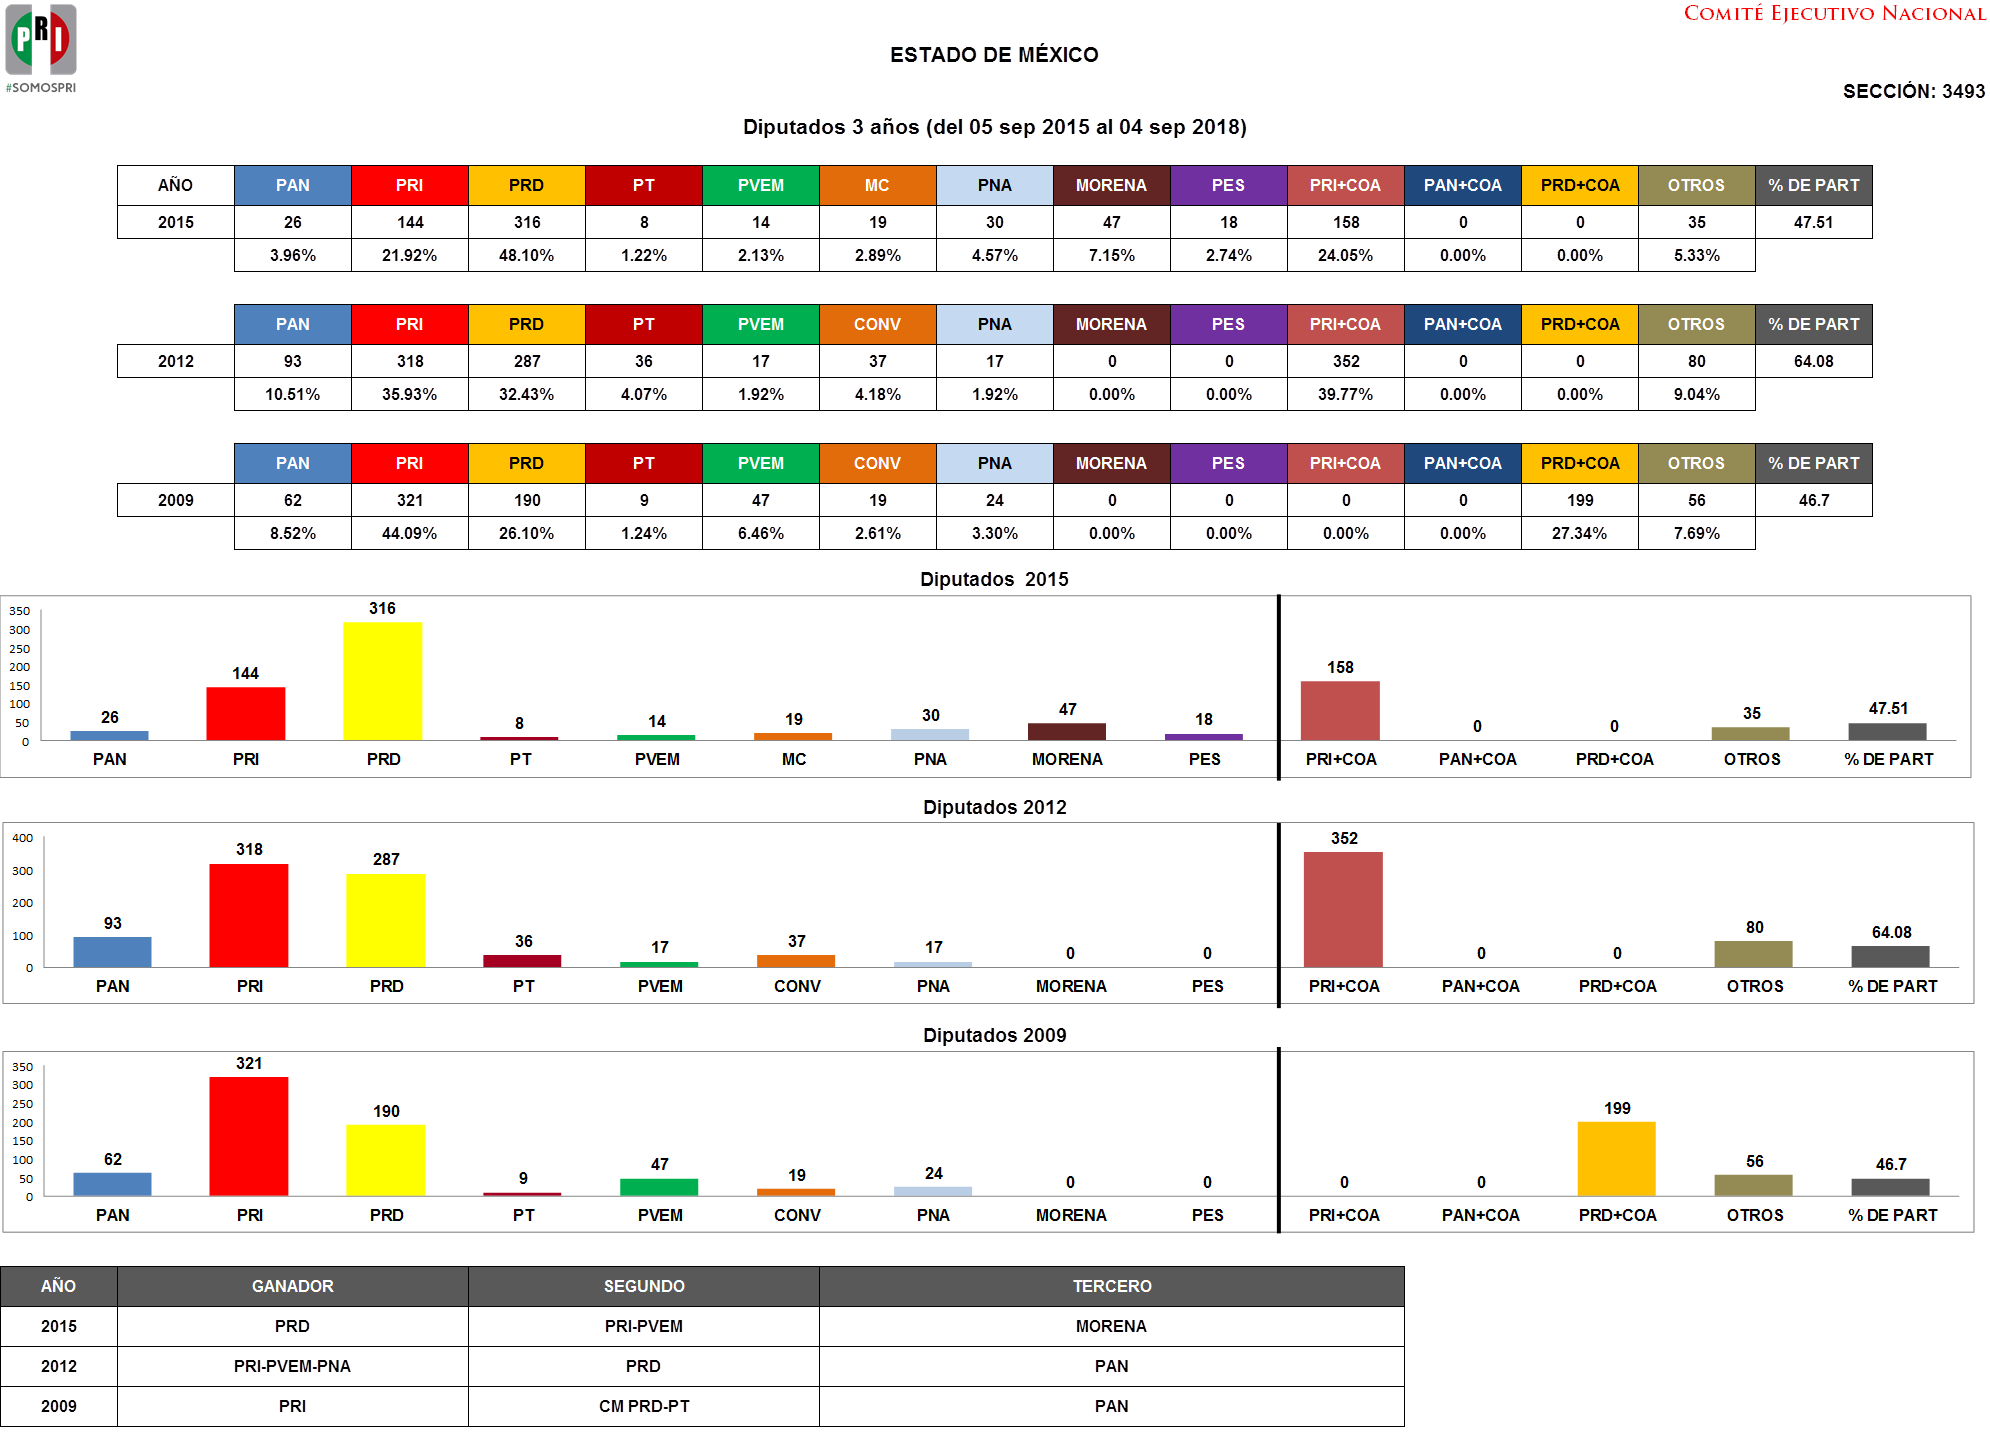 PRI
#SOMOSPRI
COMITÉ EJECUTIVO NACIONAL
ESTADO DE MÉXICO
SECCIÓN: 3493
Diputados 3 años (del 05 sep 2015 al 04 sep 2018)
AÑO PAN PRI PRD PT PVEM MC PNA MORENA PES PRI+COA PAN+COA PRD+COA OTROS % DE PART
2015 26 144 316 8 14 19 30 47 18 158 0 0 35 47.51
3.96% 21.92% 48.10% 1.22% 2.13% 2.89% 4.57% 7.15% 2.74% 24.05% 0.00% 0.00% 5.33%
PAN PRI PRD PT PVEM CONV PNA MORENA PES PRI+COA PAN+COA PRD+COA OTROS % DE PART
2012 93 318 287 36 17 37 17 0 0 352 0 0 80 64.08
10.51% 35.93% 32.43% 4.07% 1.92% 4.18% 1.92% 0.00% 0.00% 39.77% 0.00% 0.00% 9.04%
PAN PRI PRD PT PVEM CONV PNA MORENA PES PRI+COA PAN+COA PRD+COA OTROS % DE PART
2009 62 321 190 9 47 19 24 0 0 0 0 199 56 46.7
8.52% 44.09% 26.10% 1.24% 6.46% 2.61% 3.30% 0.00% 0.00% 0.00% 0.00% 27.34% 7.69%
Diputados 2015
350
300
250
200
150
100
50
0
26 144 316 8 14 19 30 47 18 158 0 0 35 47.51
PAN PRI PRD PT PVEM MC PNA MORENA PES PRI+COA PAN+COA PRD+COA OTROS % DE PART
Diputados 2012
400
300
200
100
0
93 318 287 36 17 37 17 0 0 352 0 0 80 64.08
PAN PRI PRD PT PVEM CONV PNA MORENA PES PRI+COA PAN+COA PRD+COA OTROS % DE PART
Diputados 2009
350
300
250
200
150
100
50
0
62 321 190 9 47 19 24 0 0 0 0 199 56 46.7
PAN PRI PRD PT PVEM CONV PNA MORENA PES PRI+COA PAN+COA PRD+COA OTROS % DE PART
AÑO GANADOR SEGUNDO TERCERO
2015 PRD PRI-PVEM MORENA
2012 PRI-PVEM-PNA PRD PAN
2009 PRI CM PRD-PT PAN